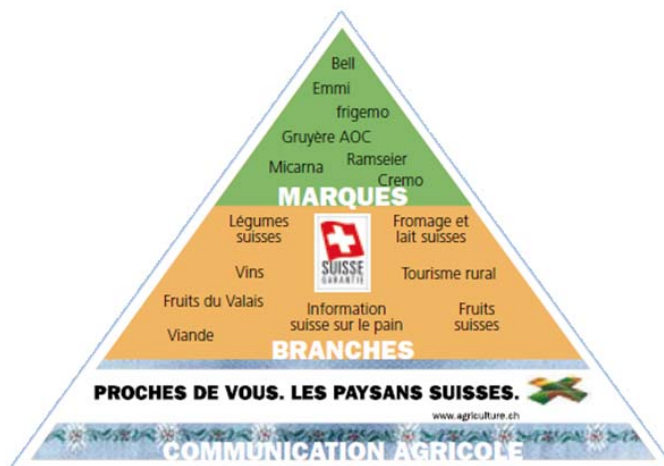 Bell
Emmi
frigemo
Gruyère AOC
Micarna
Ramseier
Cremo
MARQUES
Légumes
suisses
Fromage et
lait suisses
SUISSE
GARANTIE
Vins
Tourisme rural
Fruits du Valais
Information
suisse sur le pain
Fruits
suisses
Viande
BRANCHES
PROCHES DE VOUS. LES PAYSANS SUISSES.
www.agriculture.ch
COMMUNICATION AGRICOLE